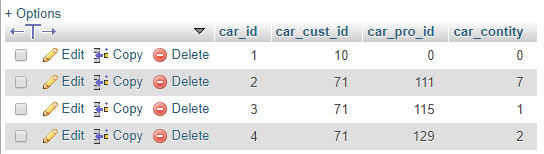 + Options
←T→ car_id car_cust_id car_pro_id car_contity
Edit Copy Delete 1 10 0 0
Edit Copy Delete 2 71 111 7
Edit Copy Delete 3 71 115 1
Edit Copy Delete 4 71 129 2